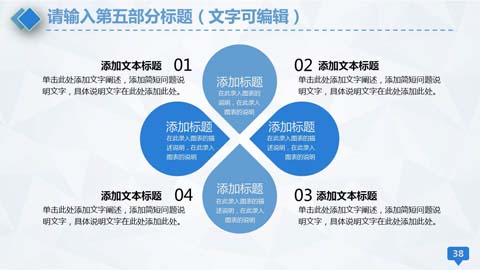 请输入第五部分标题（文字可编辑）
添加文本标题 01
单击此处添加文字阐述，添加简短问题说
明文字，具体说明文字在此处添加此处。
02 添加文本标题
单击此处添加文字阐述，添加简短问题说
明文字，具体说明文字在此处添加此处。
添加标题
在此录入图表的
说明，在此录入
图表的说明
添加标题
在此录入图表的描
述说明，在此录入
图表的说明
添加标题
在此录入图表的描
述说明，在此录入
图表的说明
添加标题
在此录入图表的描
述说明，在此录入
图表的说明
添加文本标题 04
单击此处添加文字阐述，添加简短问题说
明文字，具体说明文字在此处添加此处。
03 添加文本标题
单击此处添加文字阐述，添加简短问题说
明文字，具体说明文字在此处添加此处。
38